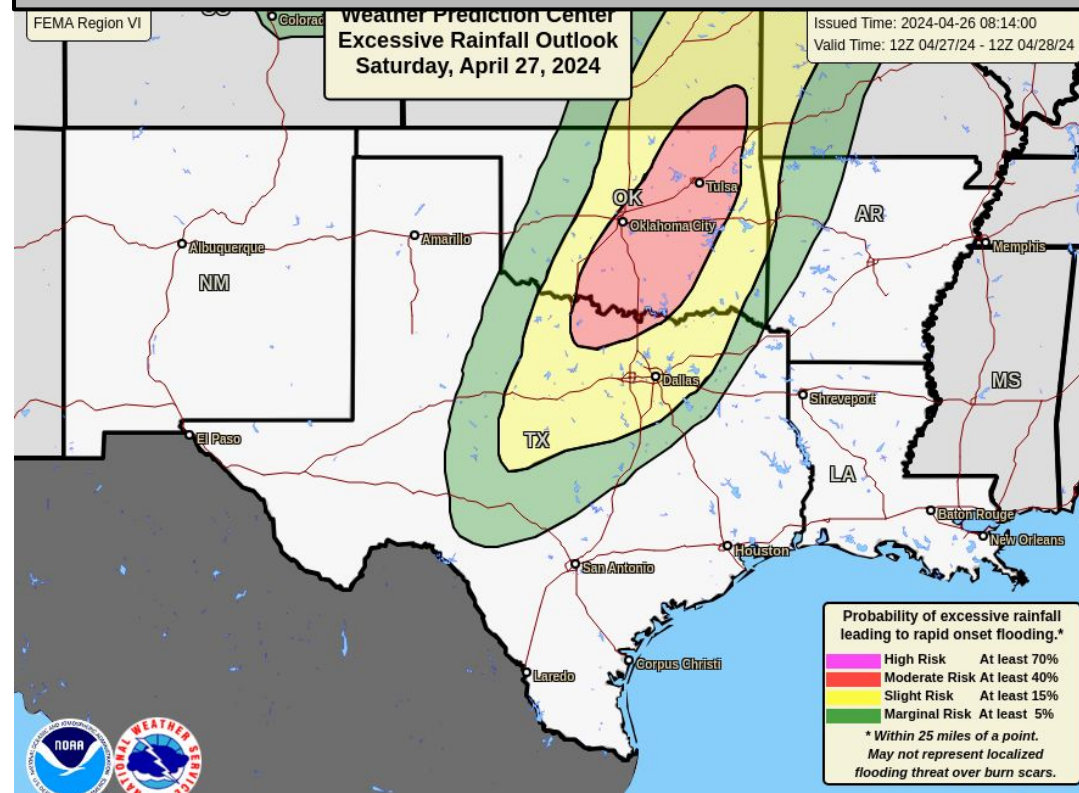 FEMA Region VI
Colorad
Weather Prediction Center
Excessive Rainfall Outlook
Saturday, April 27, 2024
Issued Time: 2024-04-26 08:14:00
Valid Time: 12Z 04/27/24 - 12Z 04/28/24
Tulsa
OK
Oklahoma City
AR
Albuquerque
Amarillo
Memphis
NM
Dallas
MS
Shreveport
El Paso
TX
LA
Baton Rouge
New Orleans
Houston
San Antonio
Corpus Christi
Laredo
Probability of excessive rainfall
leading to rapid onset flooding.*
High Risk At least 70%
Moderate Risk At least 40%
Slight Risk At least 15%
Marginal Risk At least 5%
* Within 25 miles of a point.
May not represent localized
flooding threat over burn scars.
NOAA
NATIONAL WEATHER SERVICE